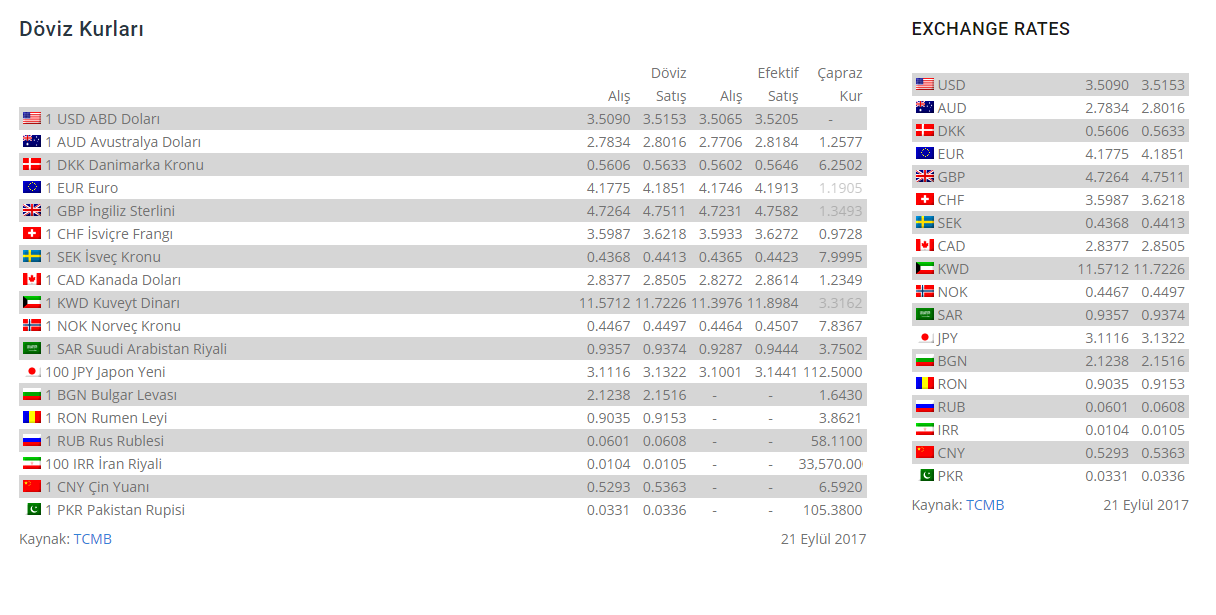 Döviz Kurları
Döviz Efektif Çapraz
Alış Satış Alış Satış Kur
1 USD ABD Doları 3.5090 3.5153 3.5065 3.5205 -
1 AUD Avustralya Doları 2.7834 2.8016 2.7706 2.8184 1.2577
1 DKK Danimarka Kronu 0.5606 0.5633 0.5602 0.5646 6.2502
1 EUR Euro 4.1775 4.1851 4.1746 4.1913 1.1905
1 GBP İngiliz Sterlini 4.7264 4.7511 4.7231 4.7582 1.3493
1 CHF İsviçre Frangı 3.5987 3.6218 3.5933 3.6272 0.9728
1 SEK İsveç Kronu 0.4368 0.4413 0.4365 0.4423 7.9995
1 CAD Kanada Doları 2.8377 2.8505 2.8272 2.8614 1.2349
1 KWD Kuveyt Dinarı 11.5712 11.7226 11.3976 11.8984 3.3162
1 NOK Norveç Kronu 0.4467 0.4497 0.4464 0.4507 7.8367
1 SAR Suudi Arabistan Riyali 0.9357 0.9374 0.9287 0.9444 3.7502
100 JPY Japon Yeni 3.1116 3.1322 3.1001 3.1441 112.5000
1 BGN Bulgar Levası 2.1238 2.1516 - - 1.6430
1 RON Rumen Leyi 0.9035 0.9153 - - 3.8621
1 RUB Rus Rublesi 0.0601 0.0608 - - 58.1100
100 IRR İran Riyali 0.0104 0.0105 - - 33,570.00
1 CNY Çin Yuanı 0.5293 0.5363 - - 6.5920
1 PKR Pakistan Rupisi 0.0331 0.0336 - - 105.3800
Kaynak: TCMB 21 Eylül 2017
EXCHANGE RATES
USD 3.5090 3.5153
AUD 2.7834 2.8016
DKK 0.5606 0.5633
EUR 4.1775 4.1851
GBP 4.7264 4.7511
CHF 3.5987 3.6218
SEK 0.4368 0.4413
CAD 2.8377 2.8505
KWD 11.5712 11.7226
NOK 0.4467 0.4497
SAR 0.9357 0.9374
JPY 3.1116 3.1322
BGN 2.1238 2.1516
RON 0.9035 0.9153
RUB 0.0601 0.0608
IRR 0.0104 0.0105
CNY 0.5293 0.5363
PKR 0.0331 0.0336
Kaynak: TCMB 21 Eylül 2017